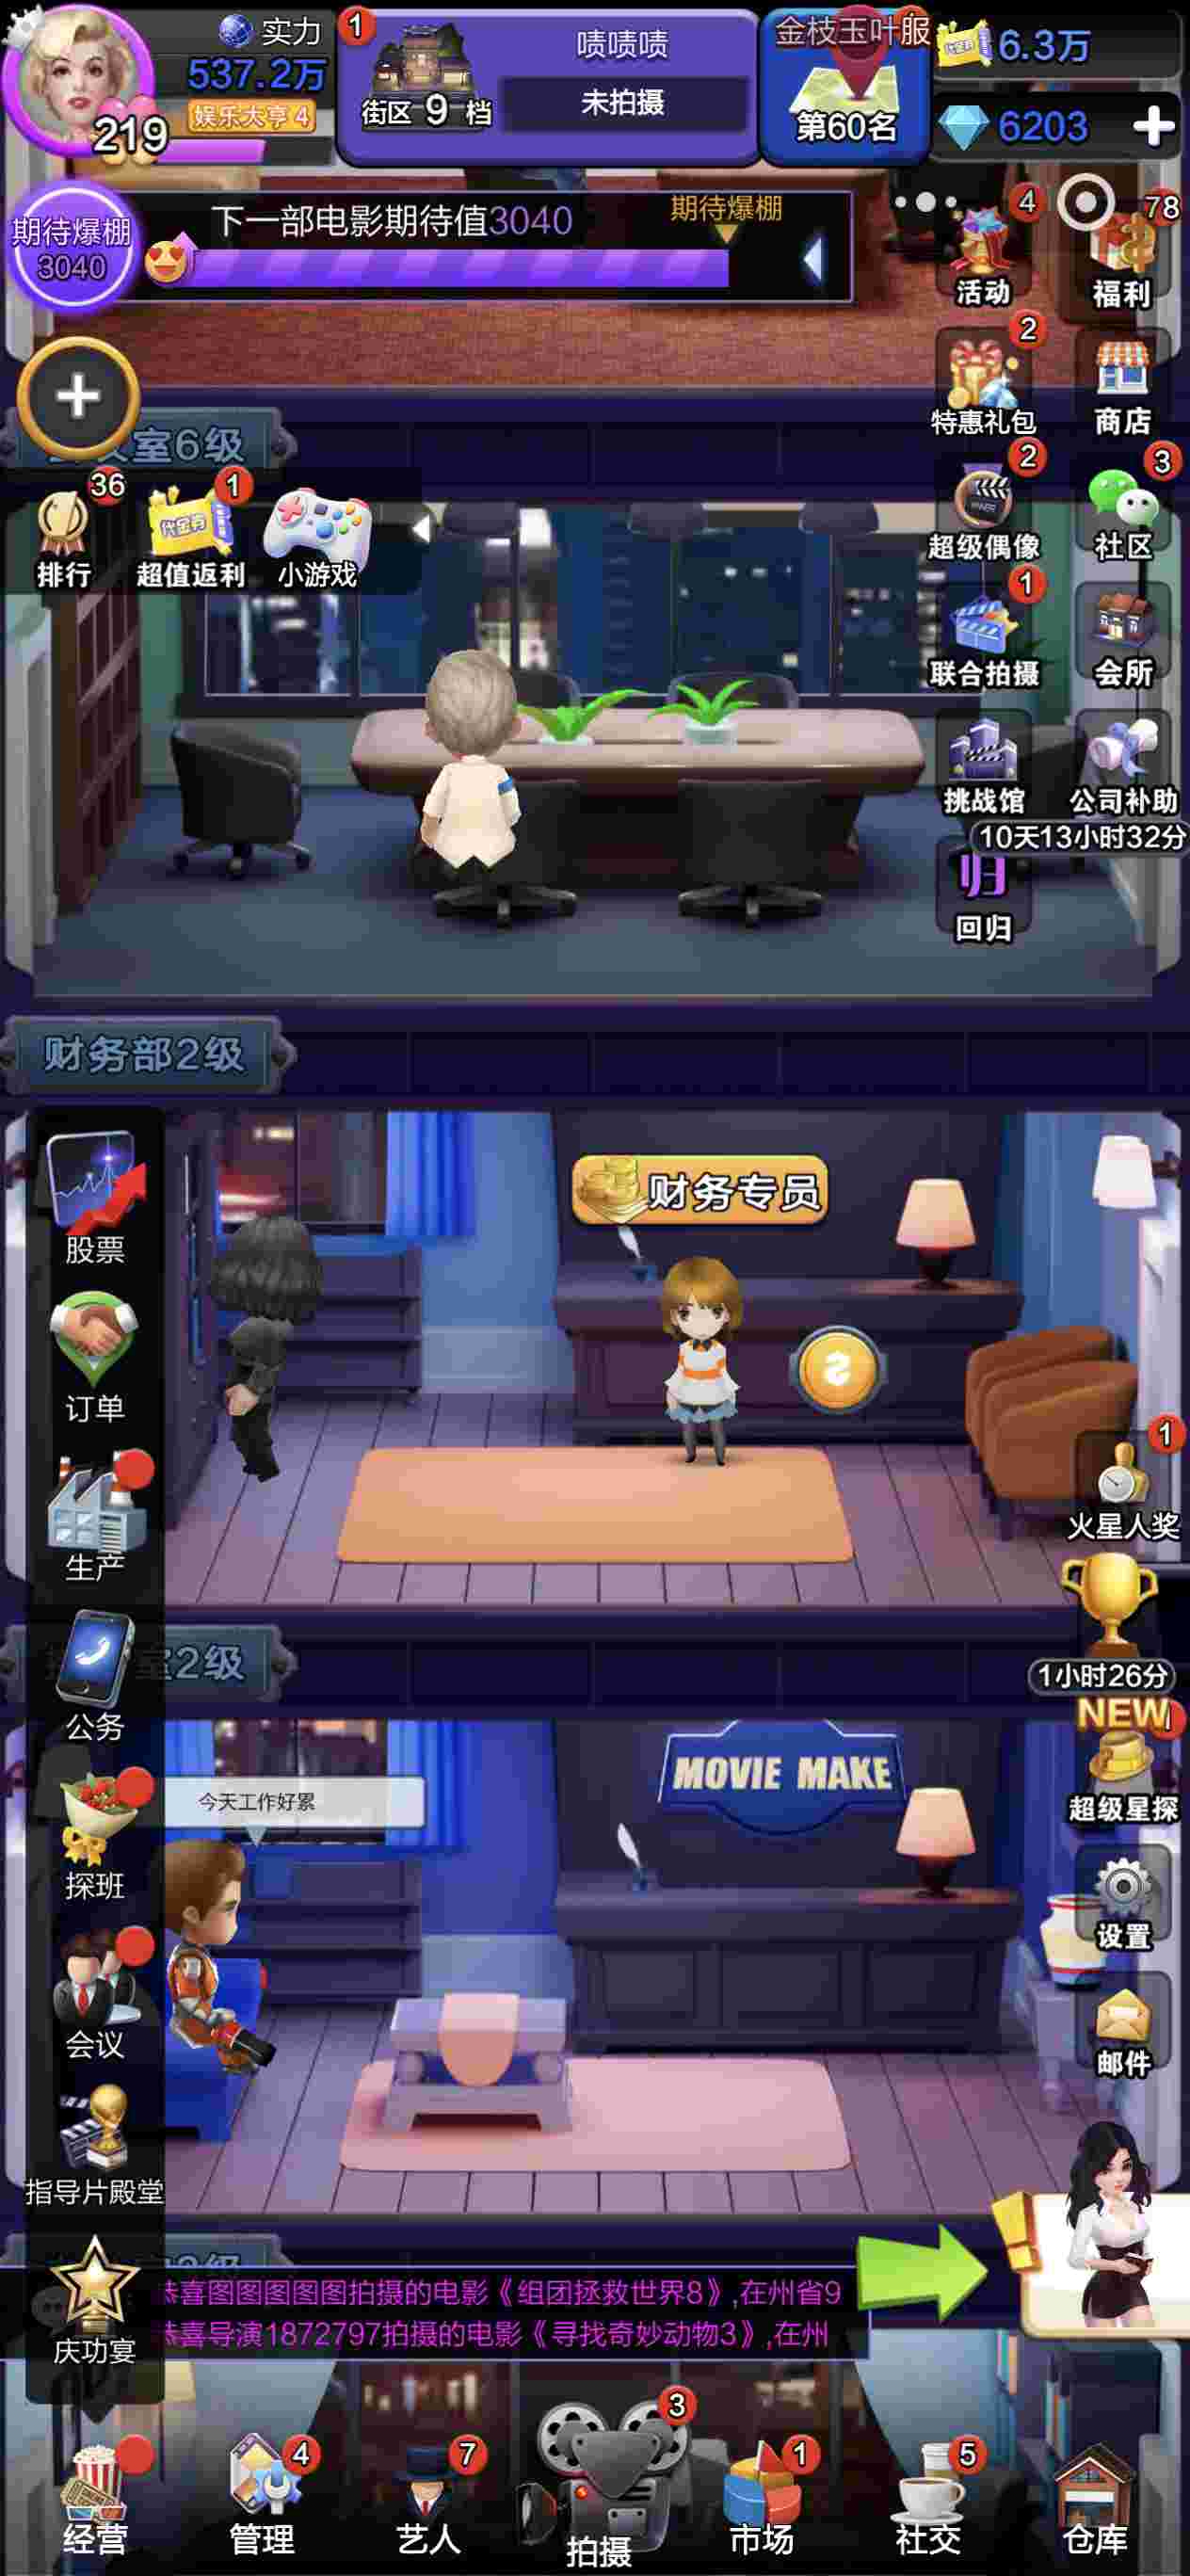 实力
537.2万
219
娱乐大亨 4
1
街区 9 档
啧啧啧
未拍摄
金枝玉叶服
第60名
代金券
6.3万
6203
期待爆棚
3040
下一部电影期待值3040
期待爆棚
4
活动
78
福利
2
特惠礼包
商店
室6级
36
排行
1
代金券
超值返利
小游戏
2
超级偶像
3
社区
1
联合拍摄
会所
挑战馆
公司补助
10天13小时32分
归
回归
财务部2级
财务专员
股票
订单
生产
1
火星人奖
1小时26分
室2级
公务
NEW
超级星探
MOVIE MAKE
今天工作好累
探班
设置
会议
邮件
指导片殿堂
庆功宴
恭喜图图图图图拍摄的电影《组团拯救世界8》,在州省9
恭喜导演1872797拍摄的电影《寻找奇妙动物3》,在州
经营
4
管理
7
艺人
3
拍摄
1
市场
5
社交
仓库